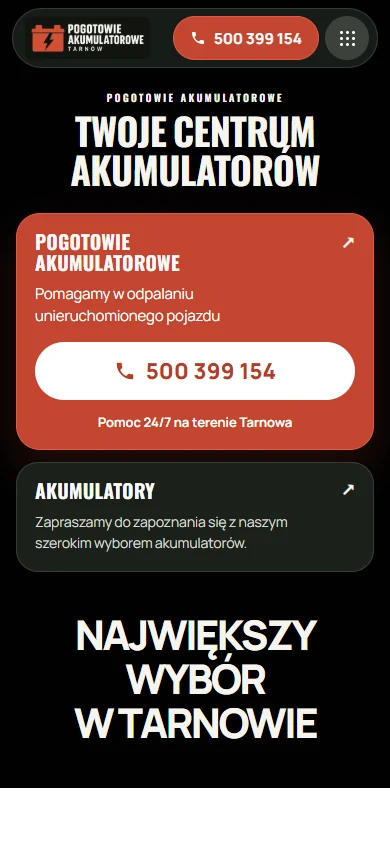 POGOTOWIE
AKUMULATOROWE
TARNÓW
500 399 154
POGOTOWIE AKUMULATOROWE
TWOJE CENTRUM
AKUMULATORÓW
POGOTOWIE
AKUMULATOROWE
Pomagamy w odpalaniu
unieruchomionego pojazdu
500 399 154
Pomoc 24/7 na terenie Tarnowa
AKUMULATORY
Zapraszamy do zapoznania się z naszym
szerokim wyborem akumulatorów.
NAJWIĘKSZY
WYBÓR
W TARNOWIE